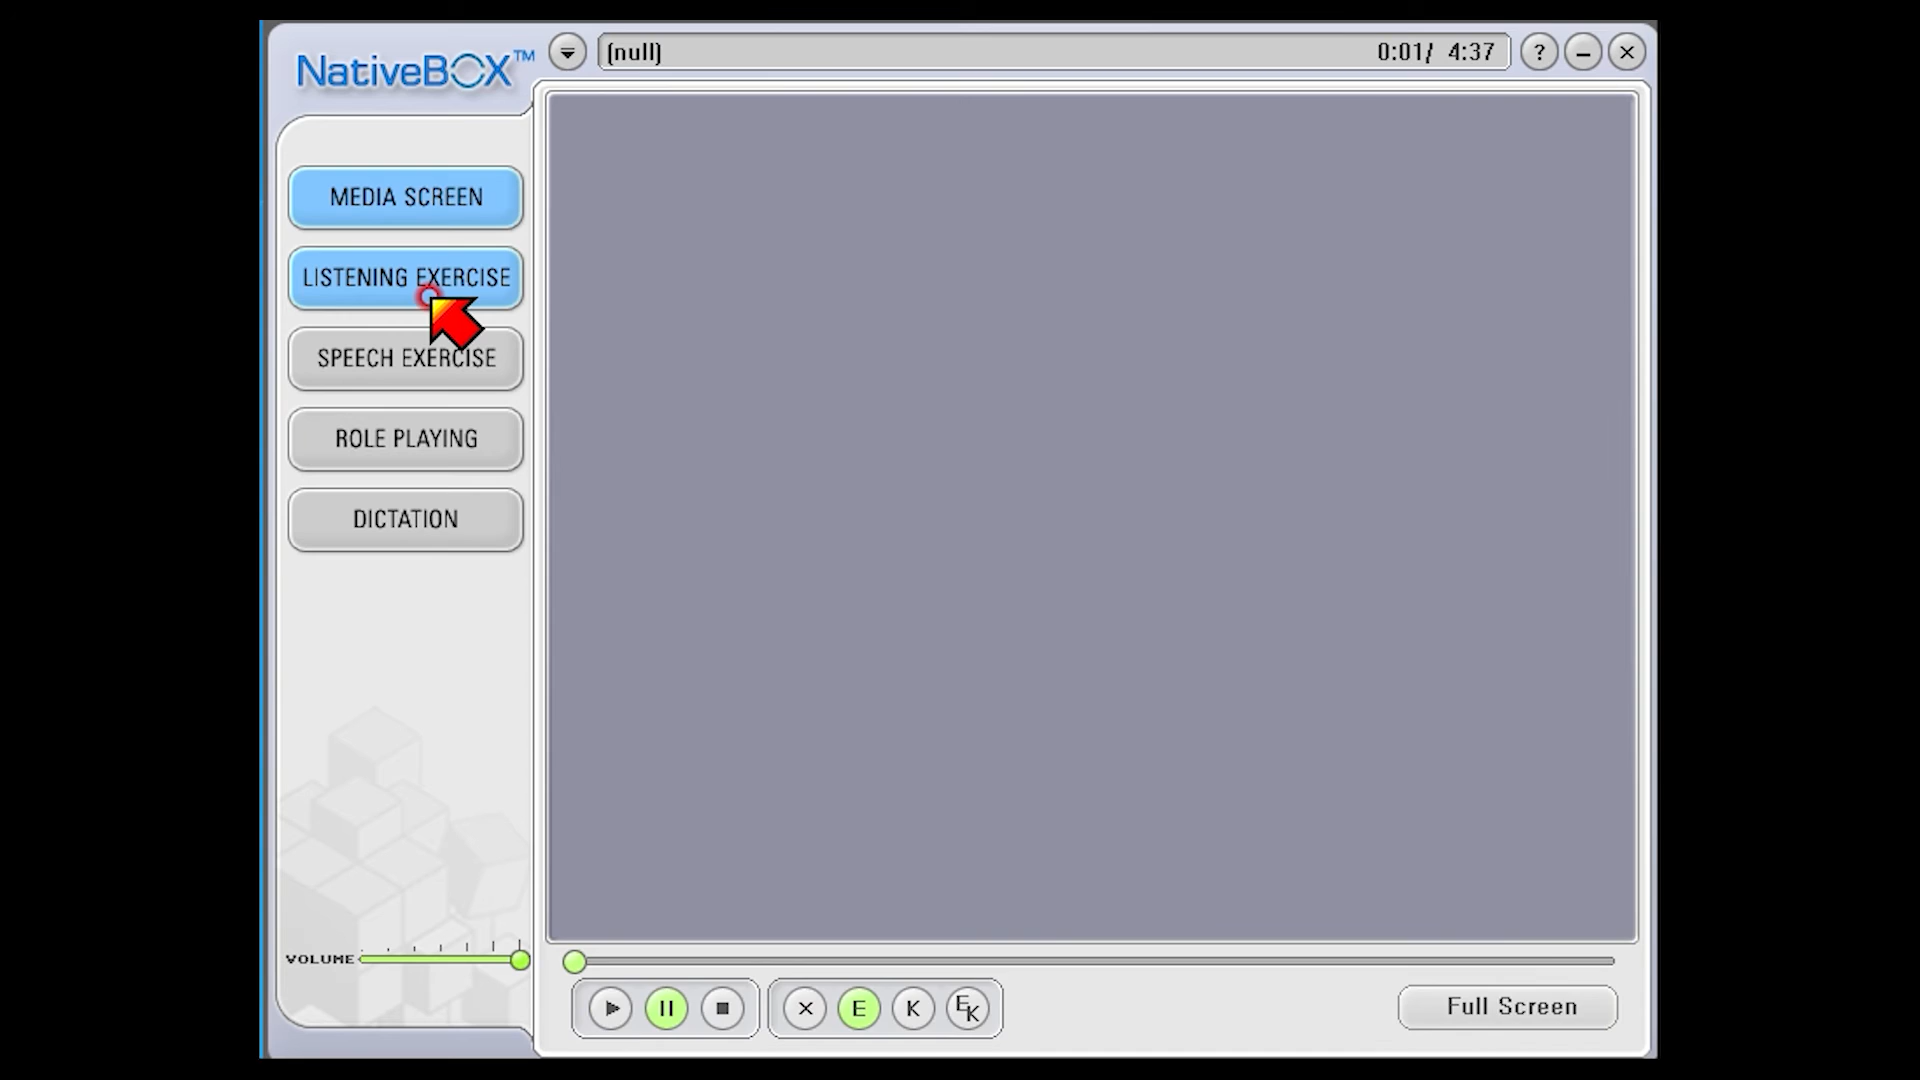 NativeBOX™
(null) 0:01/ 4:37 ? – ×
MEDIA SCREEN
LISTENING EXERCISE
SPEECH EXERCISE
ROLE PLAYING
DICTATION
VOLUME
× E K EK
Full Screen